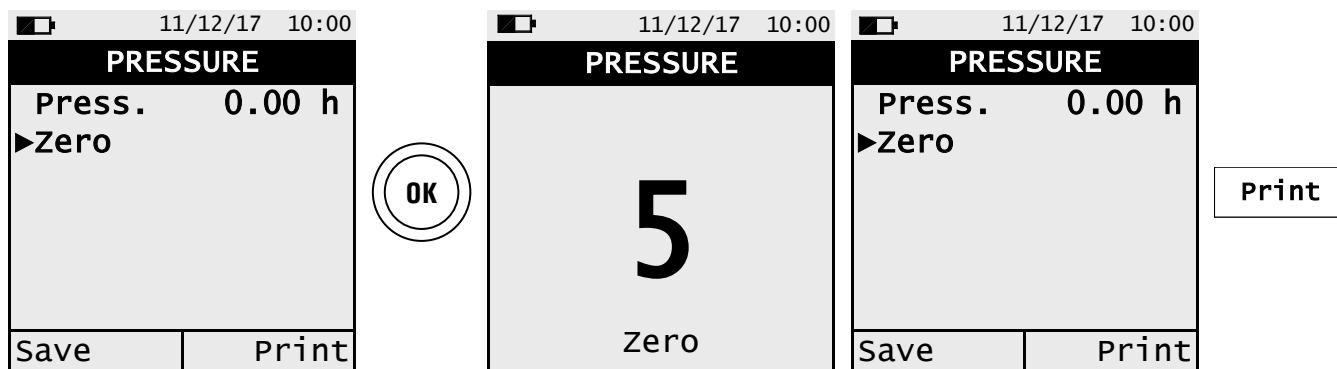 11/12/17 10:00
PRESSURE
Press. 0.00 h
►Zero
Save Print
OK
11/12/17 10:00
PRESSURE
5
Zero
11/12/17 10:00
PRESSURE
Press. 0.00 h
►Zero
Save Print
Print